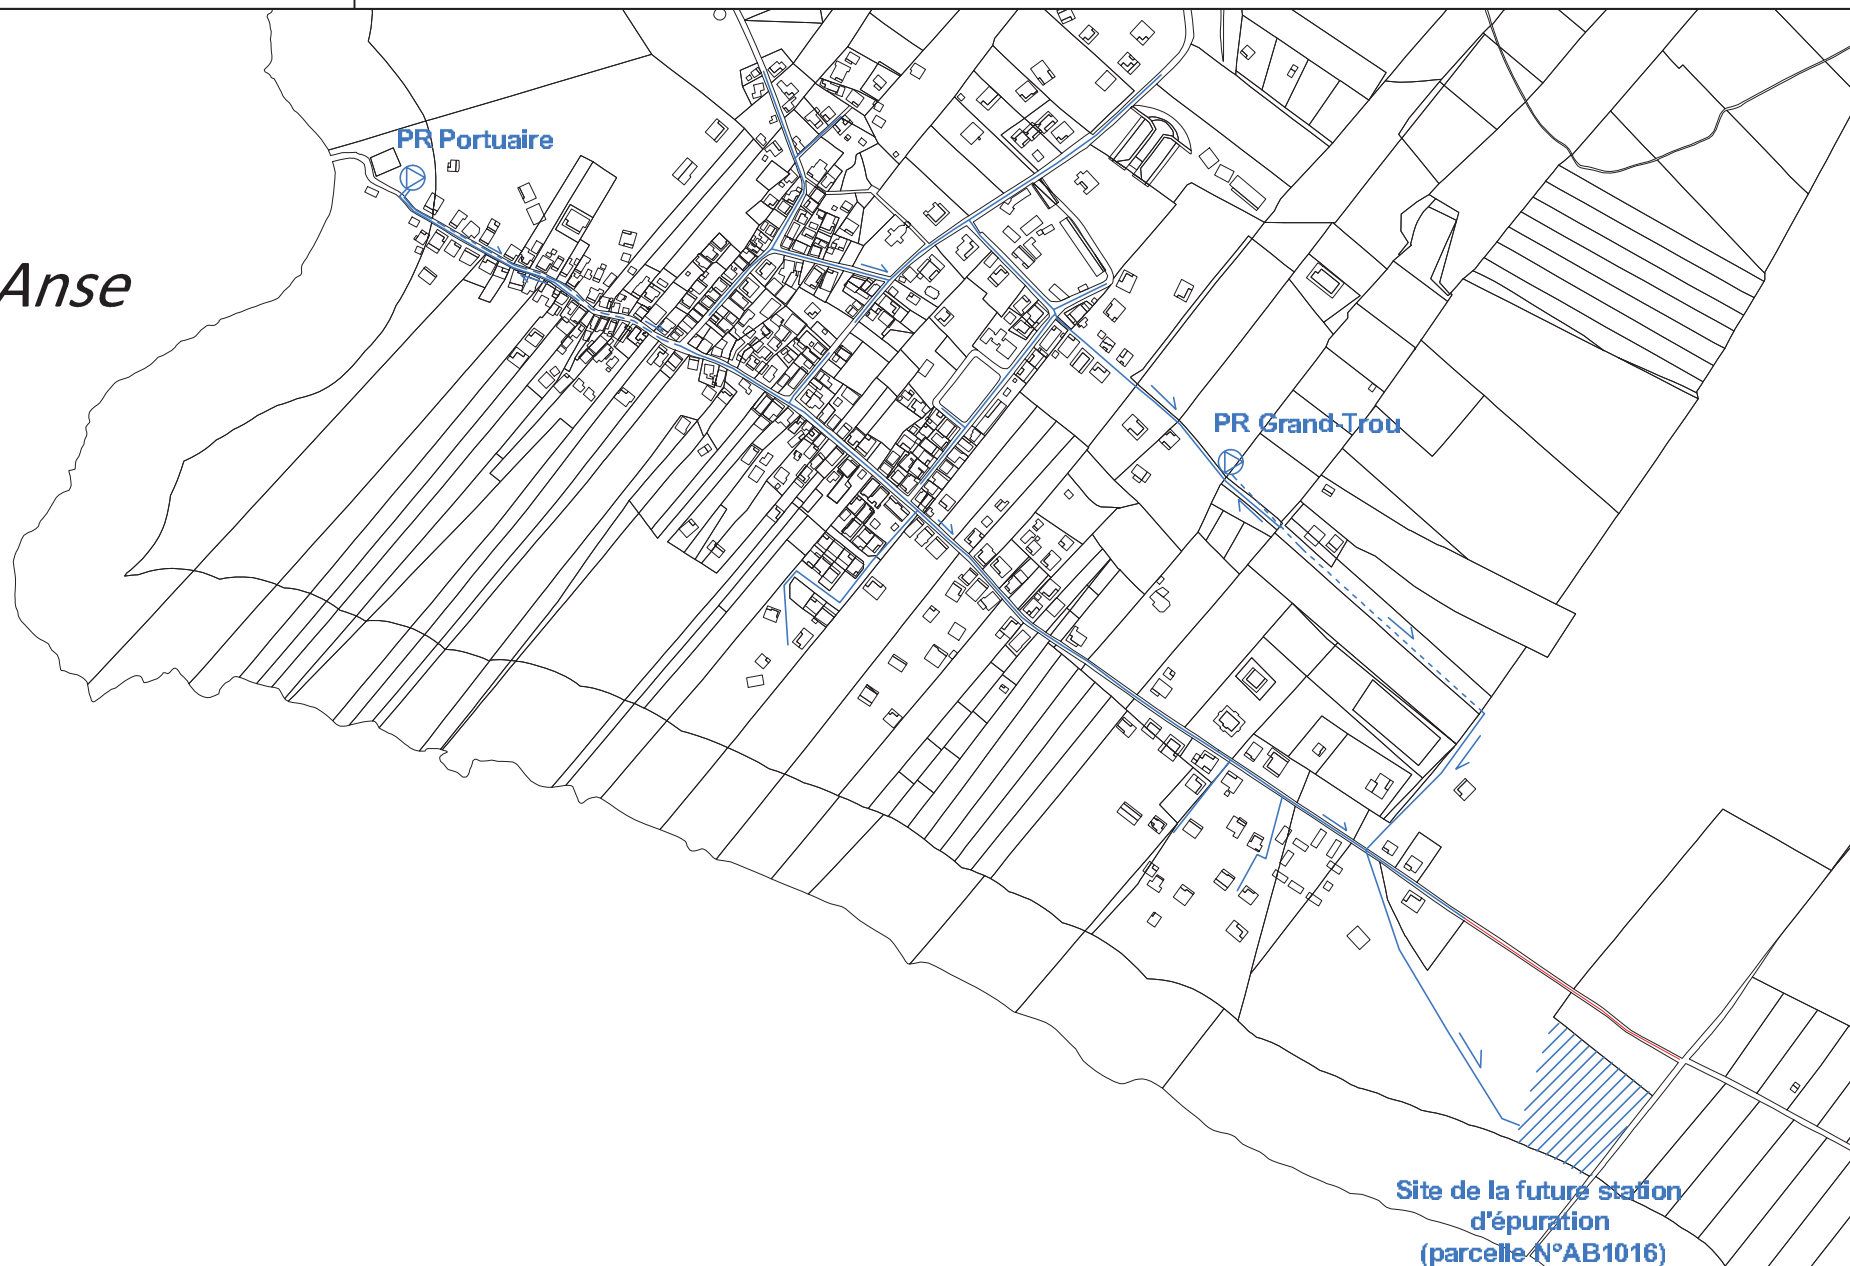 PR Portuaire
Anse
PR Grand-Trou
Site de la future station
d'épuration
(parcelle N°AB1016)